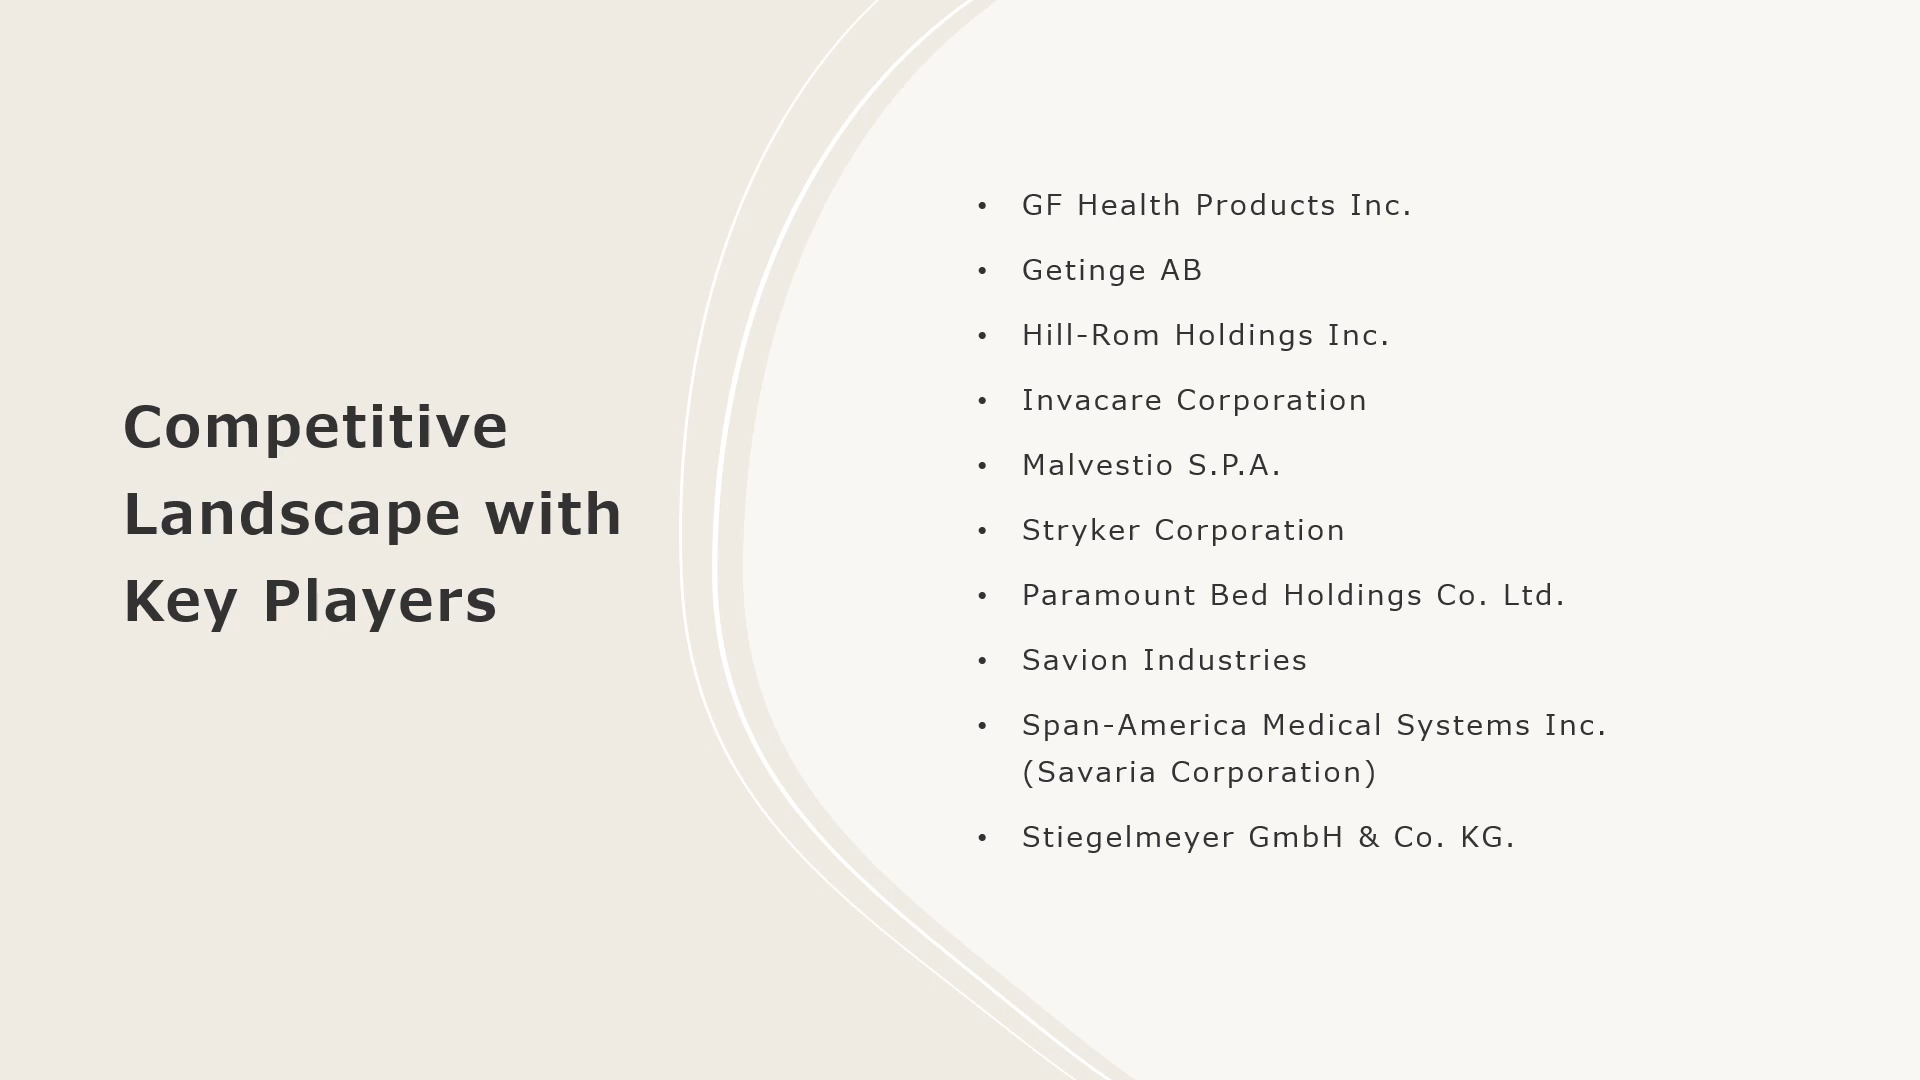 Competitive
Landscape with
Key Players
• GF Health Products Inc.
• Getinge AB
• Hill-Rom Holdings Inc.
• Invacare Corporation
• Malvestio S.P.A.
• Stryker Corporation
• Paramount Bed Holdings Co. Ltd.
• Savion Industries
• Span-America Medical Systems Inc.
(Savaria Corporation)
• Stiegelmeyer GmbH & Co. KG.